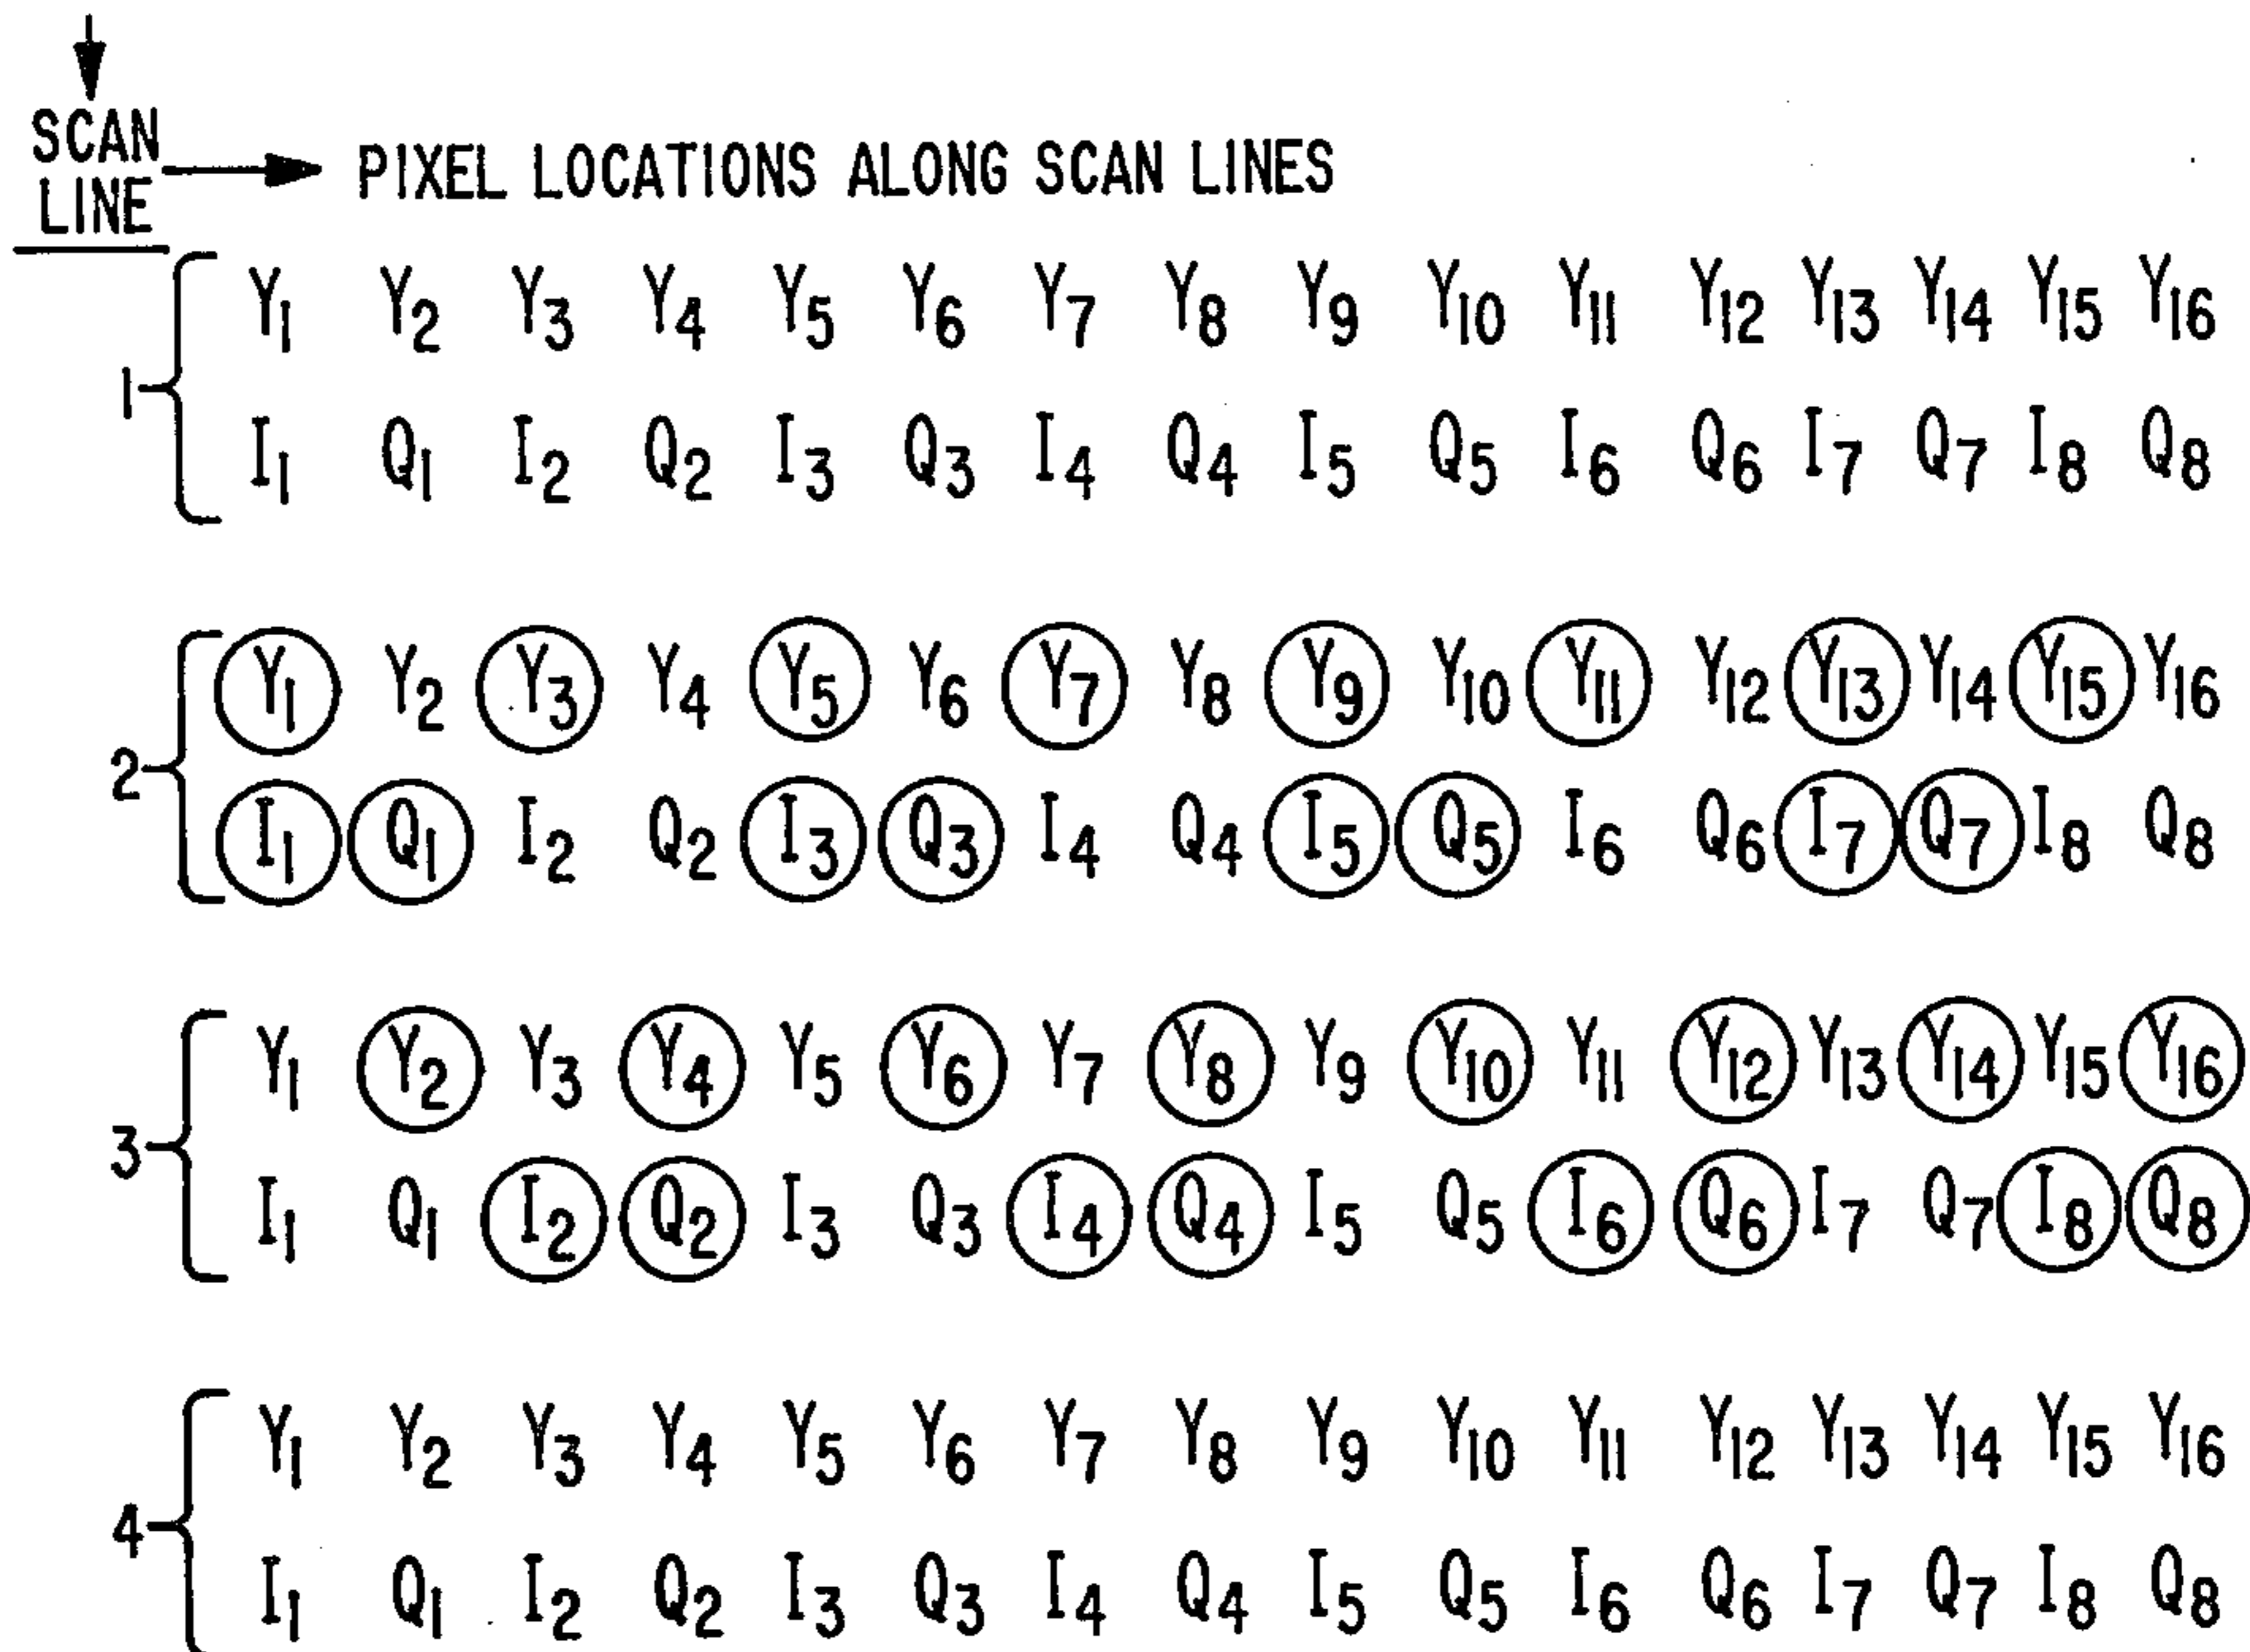 SCAN
LINE
PIXEL LOCATIONS ALONG SCAN LINES
Y1 Y2 Y3 Y4 Y5 Y6 Y7 Y8 Y9 Y10 Y11 Y12 Y13 Y14 Y15 Y16
1
I1 Q1 I2 Q2 I3 Q3 I4 Q4 I5 Q5 I6 Q6 I7 Q7 I8 Q8
Y1 Y2 Y3 Y4 Y5 Y6 Y7 Y8 Y9 Y10 Y11 Y12 Y13 Y14 Y15 Y16
2
I1 Q1 I2 Q2 I3 Q3 I4 Q4 I5 Q5 I6 Q6 I7 Q7 I8 Q8
Y1 Y2 Y3 Y4 Y5 Y6 Y7 Y8 Y9 Y10 Y11 Y12 Y13 Y14 Y15 Y16
3
I1 Q1 I2 Q2 I3 Q3 I4 Q4 I5 Q5 I6 Q6 I7 Q7 I8 Q8
Y1 Y2 Y3 Y4 Y5 Y6 Y7 Y8 Y9 Y10 Y11 Y12 Y13 Y14 Y15 Y16
4
I1 Q1 I2 Q2 I3 Q3 I4 Q4 I5 Q5 I6 Q6 I7 Q7 I8 Q8